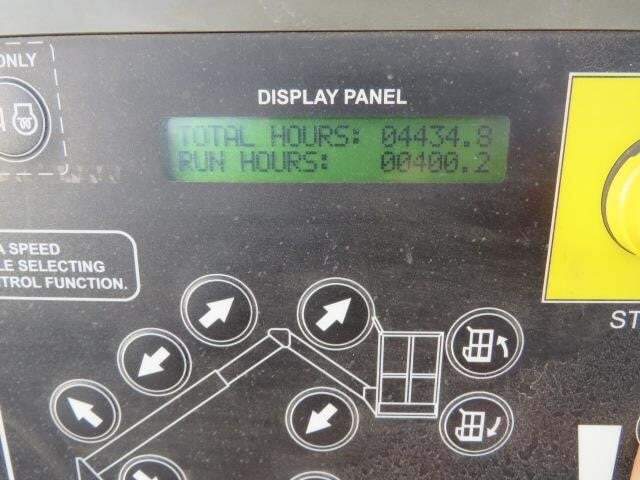 ONLY
DISPLAY PANEL
TOTAL HOURS: 04434.8
RUN HOURS: 00400.2
A SPEED
LE SELECTING
TROL FUNCTION.
ST